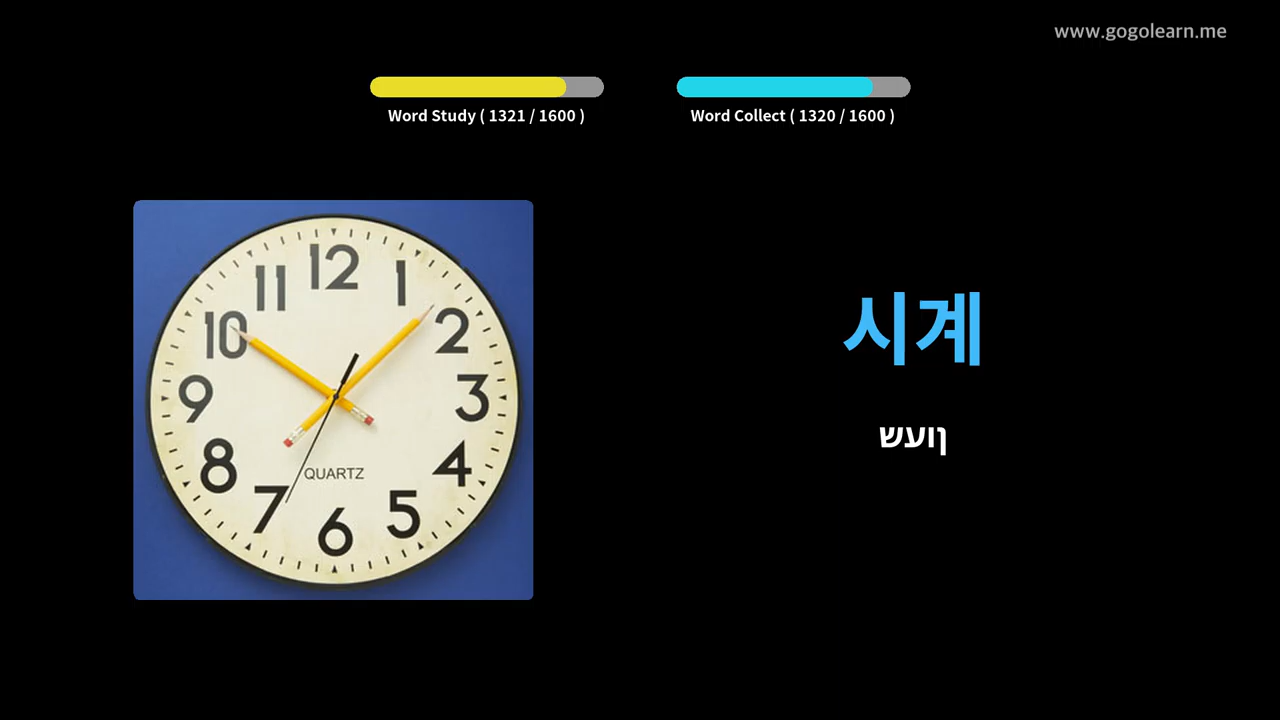 www.gogolearn.me
Word Study ( 1321 / 1600 )
Word Collect ( 1320 / 1600 )
12
1
2
3
4
5
6
7
8
9
10
11
QUARTZ
시계
ןועש